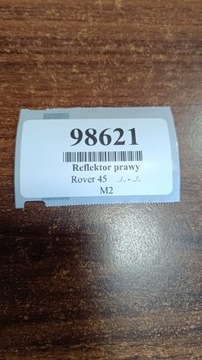 98621
Reflektor prawy
Rover 45 ../.. - ../..
M2